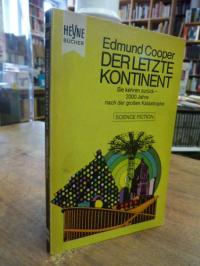 HEYNE
BÜCHER
Edmund Cooper
DER LETZTE
KONTINENT
Sie kehren zurück –
2000 Jahre
nach der großen Katastrophe
SCIENCE FICTION